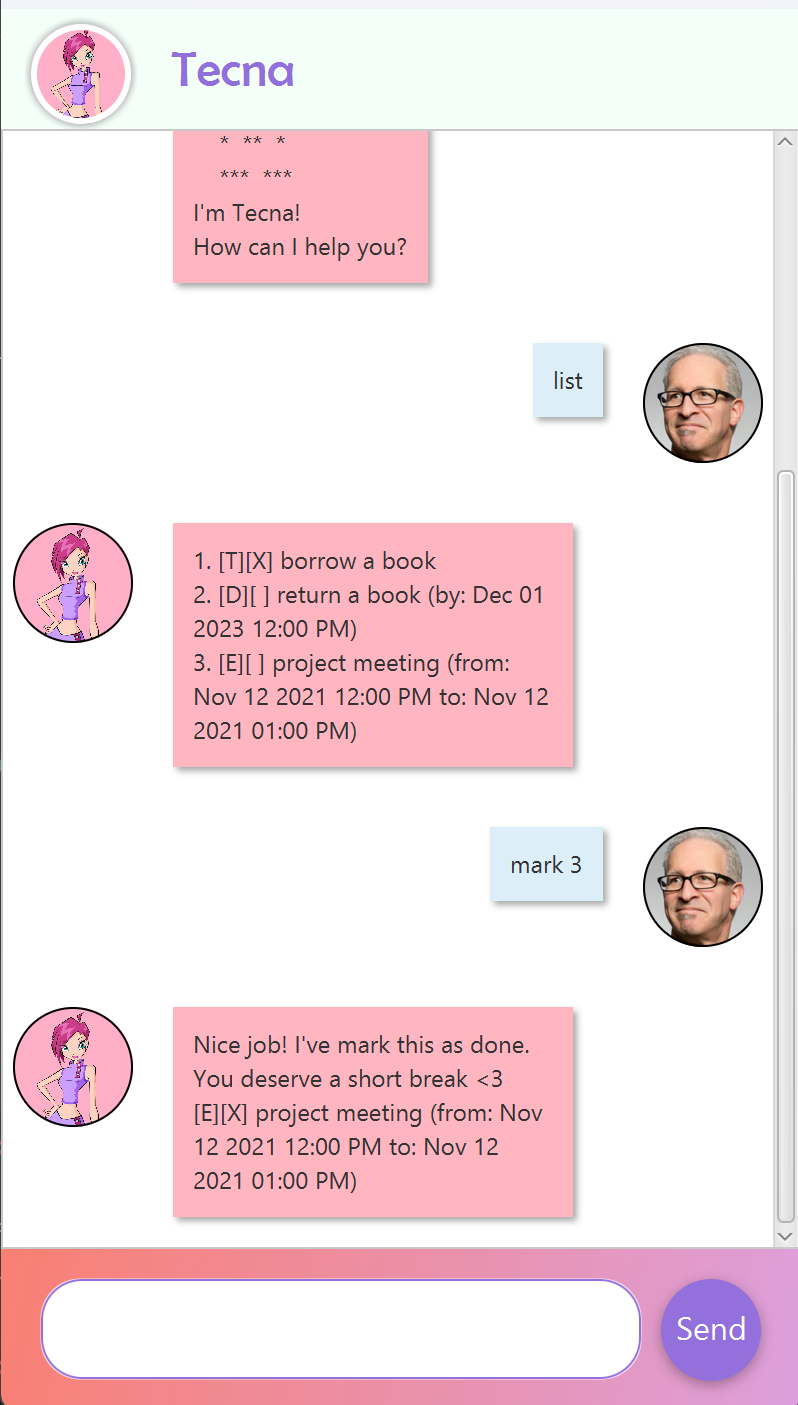 Tecna
* ** *
*** ***
I'm Tecna!
How can I help you?
list
1. [T][X] borrow a book
2. [D][ ] return a book (by: Dec 01
2023 12:00 PM)
3. [E][ ] project meeting (from:
Nov 12 2021 12:00 PM to: Nov 12
2021 01:00 PM)
mark 3
Nice job! I've mark this as done.
You deserve a short break <3
[E][X] project meeting (from: Nov
12 2021 12:00 PM to: Nov 12
2021 01:00 PM)
Send